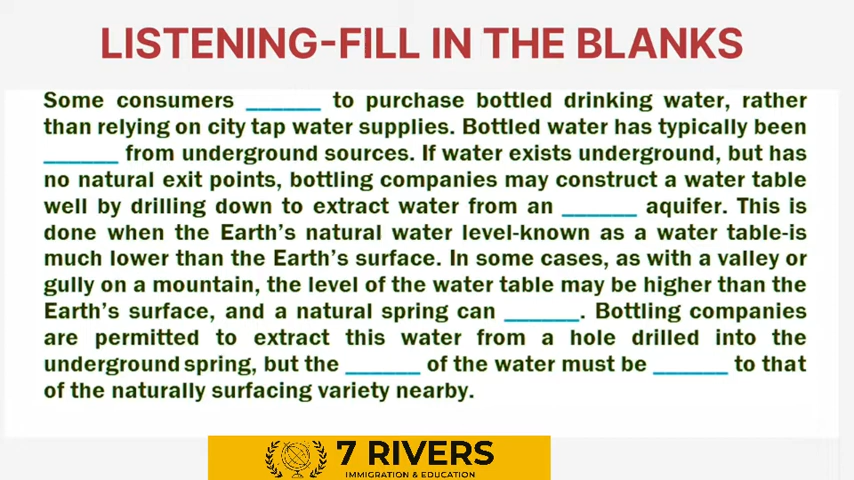 LISTENING-FILL IN THE BLANKS
Some consumers ______ to purchase bottled drinking water, rather
than relying on city tap water supplies. Bottled water has typically been
______ from underground sources. If water exists underground, but has
no natural exit points, bottling companies may construct a water table
well by drilling down to extract water from an ______ aquifer. This is
done when the Earth's natural water level-known as a water table-is
much lower than the Earth's surface. In some cases, as with a valley or
gully on a mountain, the level of the water table may be higher than the
Earth's surface, and a natural spring can ______. Bottling companies
are permitted to extract this water from a hole drilled into the
underground spring, but the ______ of the water must be ______ to that
of the naturally surfacing variety nearby.
7 RIVERS
IMMIGRATION & EDUCATION